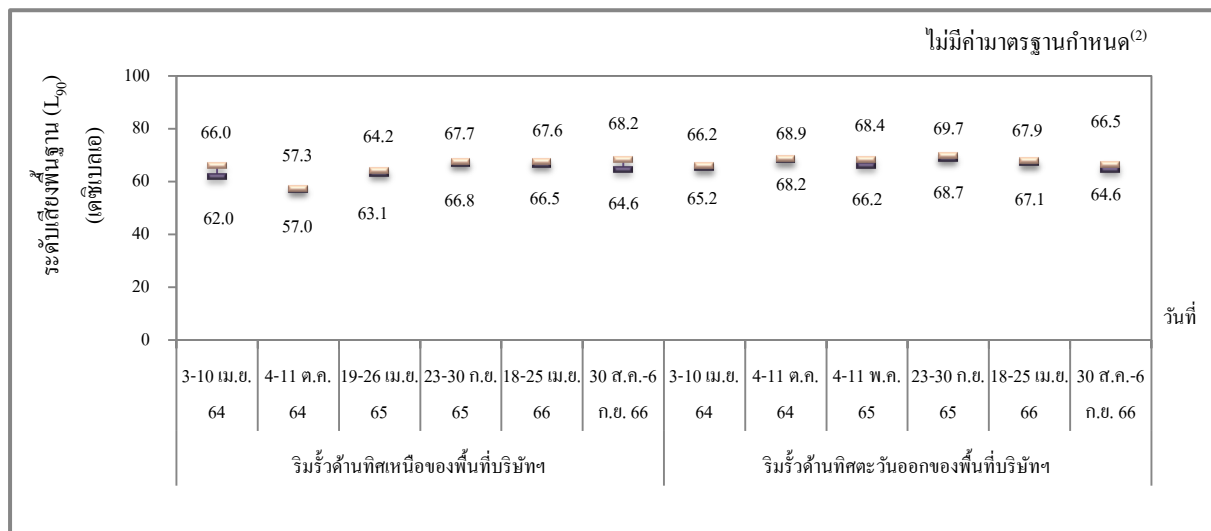 ไม่มีค่ามาตรฐานกำหนด(2)
ระดับเสียงพื้นฐาน (L90)
(เดซิเบลเอ)
100
80
60
40
20
0
66.0 57.3 64.2 67.7 67.6 68.2 66.2 68.9 68.4 69.7 67.9 66.5
62.0 57.0 63.1 66.8 66.5 64.6 65.2 68.2 66.2 68.7 67.1 64.6
วันที่
3-10 เม.ย. 4-11 ต.ค. 19-26 เม.ย. 23-30 ก.ย. 18-25 เม.ย. 30 ส.ค.-6 3-10 เม.ย. 4-11 ต.ค. 4-11 พ.ค. 23-30 ก.ย. 18-25 เม.ย. 30 ส.ค.-6
64 64 65 65 66 ก.ย. 66 64 64 65 65 66 ก.ย. 66
ริมรั้วด้านทิศเหนือของพื้นที่บริษัทฯ ริมรั้วด้านทิศตะวันออกของพื้นที่บริษัทฯ